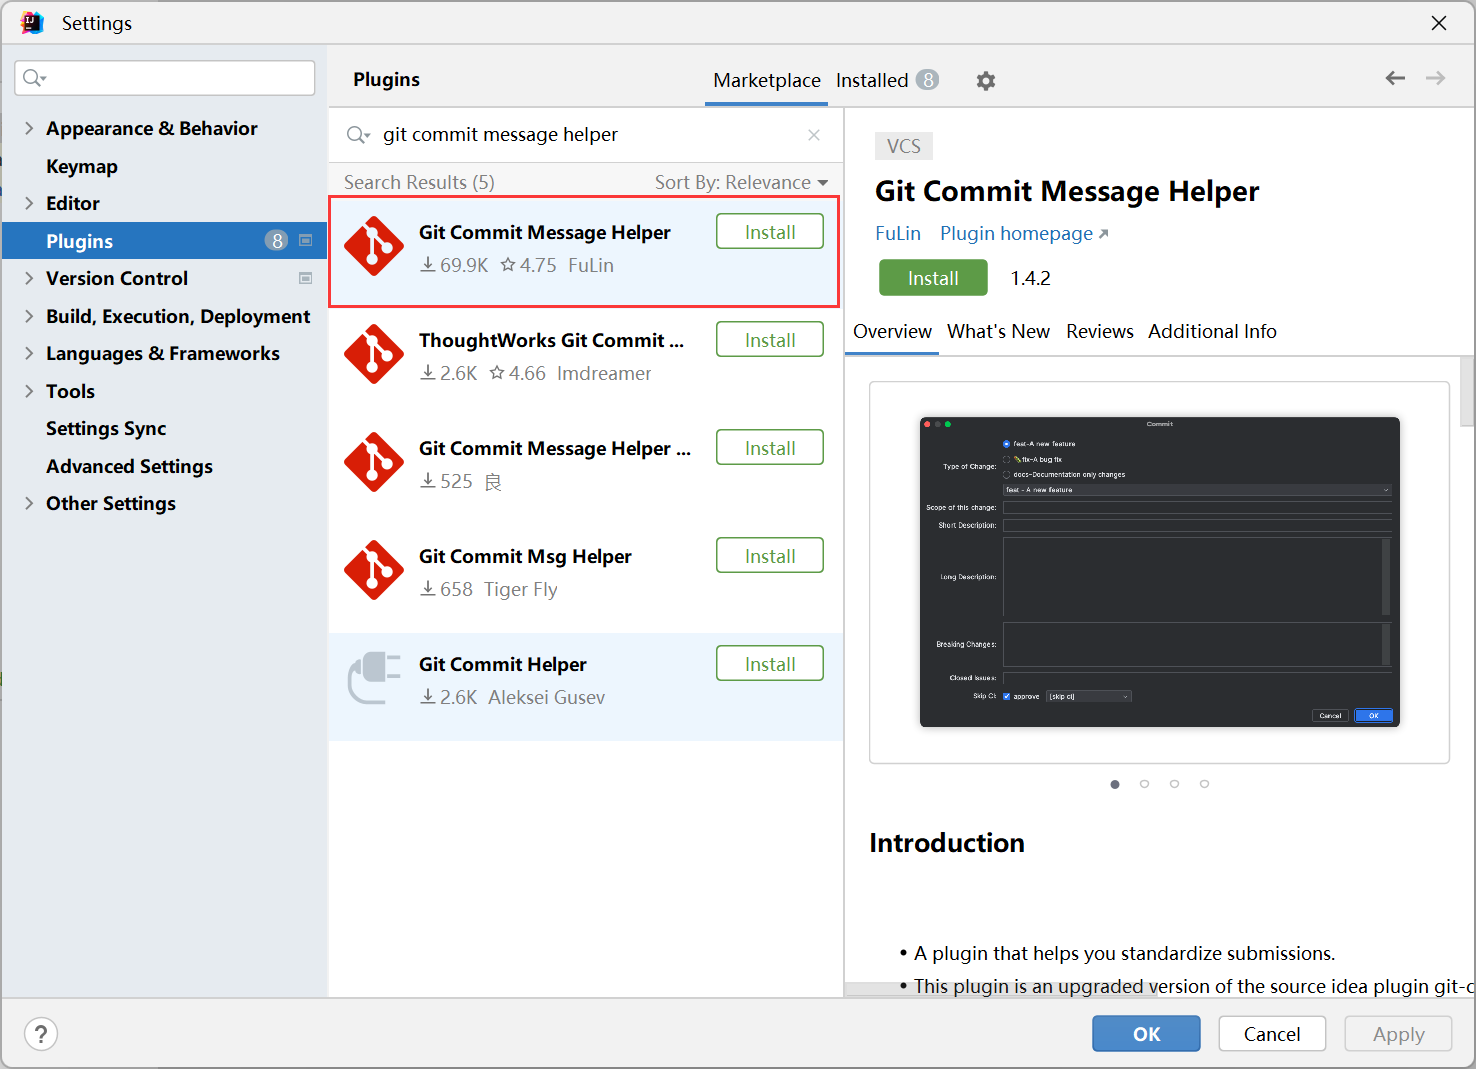 Settings
Appearance & Behavior
Keymap
Editor
Plugins 8
Version Control
Build, Execution, Deployment
Languages & Frameworks
Tools
Settings Sync
Advanced Settings
Other Settings
Plugins Marketplace Installed 8
git commit message helper
Search Results (5) Sort By: Relevance
Git Commit Message Helper Install
69.9K 4.75 FuLin
ThoughtWorks Git Commit ... Install
2.6K 4.66 Imdreamer
Git Commit Message Helper ... Install
525 良
Git Commit Msg Helper Install
658 Tiger Fly
Git Commit Helper Install
2.6K Aleksei Gusev
VCS
Git Commit Message Helper
FuLin Plugin homepage
Install 1.4.2
Overview What's New Reviews Additional Info
Commit
Type of Change:
feat-A new feature
fix-A bug fix
docs-Documentation only changes
feat - A new feature
Scope of this change:
Short Description:
Long Description:
Breaking Changes:
Closed Issues:
Skip CI: approve [skip ci]
Cancel OK
Introduction
• A plugin that helps you standardize submissions.
• This plugin is an upgraded version of the source idea plugin git-c
? OK Cancel Apply